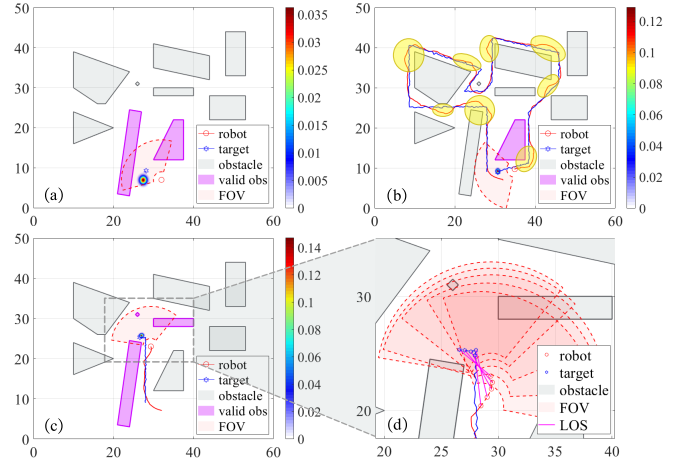 50
40
30
20
10
0
0
20
40
60
(a)
robot
target
obstacle
valid obs
FOV
0.035
0.03
0.025
0.02
0.015
0.01
0.005
0
50
40
30
20
10
0
0
20
40
60
(b)
robot
target
obstacle
valid obs
FOV
0.12
0.1
0.08
0.06
0.04
0.02
0
50
40
30
20
10
0
0
20
40
60
(c)
robot
target
obstacle
valid obs
FOV
0.14
0.12
0.1
0.08
0.06
0.04
0.02
0
30
20
20
25
30
35
40
(d)
robot
target
obstacle
FOV
LOS